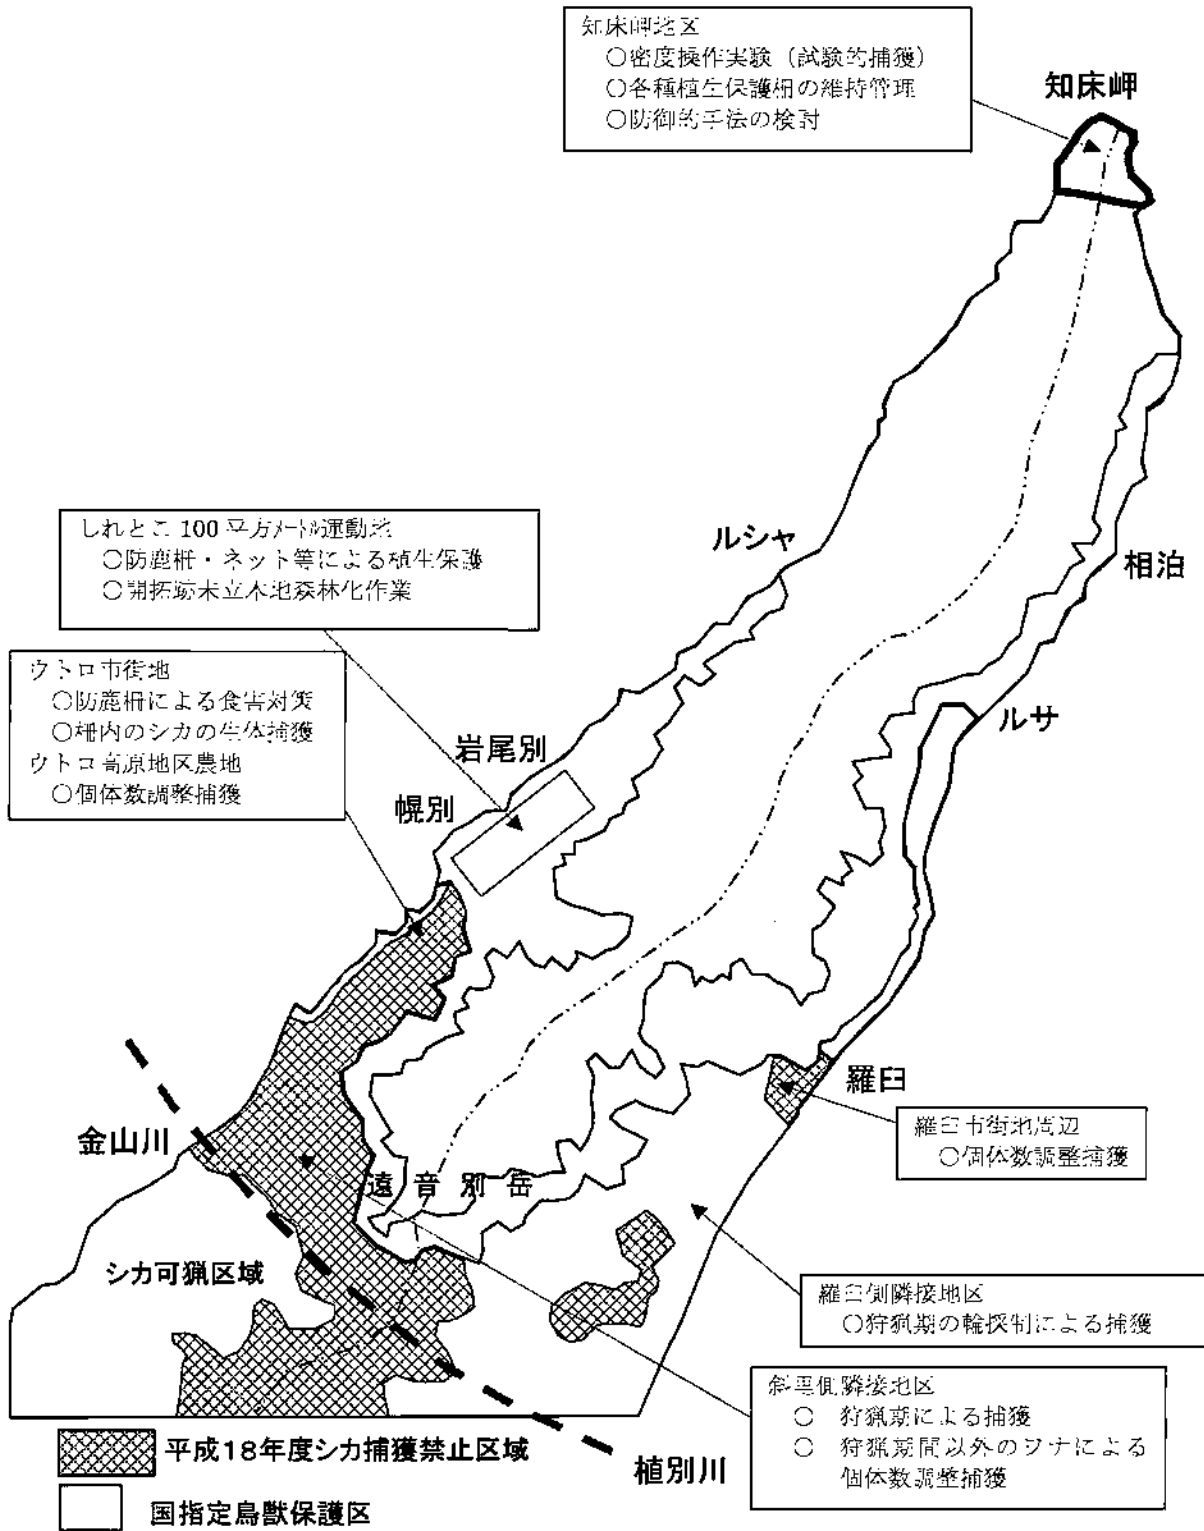 知床岬地区
○密度操作実験（試験的捕獲）
○各種植生保護柵の維持管理
○防御的手法の検討
知床岬
しれとこ100平方メートル運動地
○防鹿柵・ネット等による植生保護
○開拓跡未立木地森林化作業
ルシャ
相泊
ウトロ市街地
○防鹿柵による食害対策
○柵内のシカの生体捕獲
ウトロ高原地区農地
○個体数調整捕獲
岩尾別
幌別
ルサ
羅臼
金山川
羅臼市街地周辺
○個体数調整捕獲
遠音別岳
シカ可猟区域
羅臼側隣接地区
○狩猟期の輪採制による捕獲
斜里側隣接地区
○ 狩猟期による捕獲
○ 狩猟期間以外のワナによる
個体数調整捕獲
平成18年度シカ捕獲禁止区域
植別川
国指定鳥獣保護区